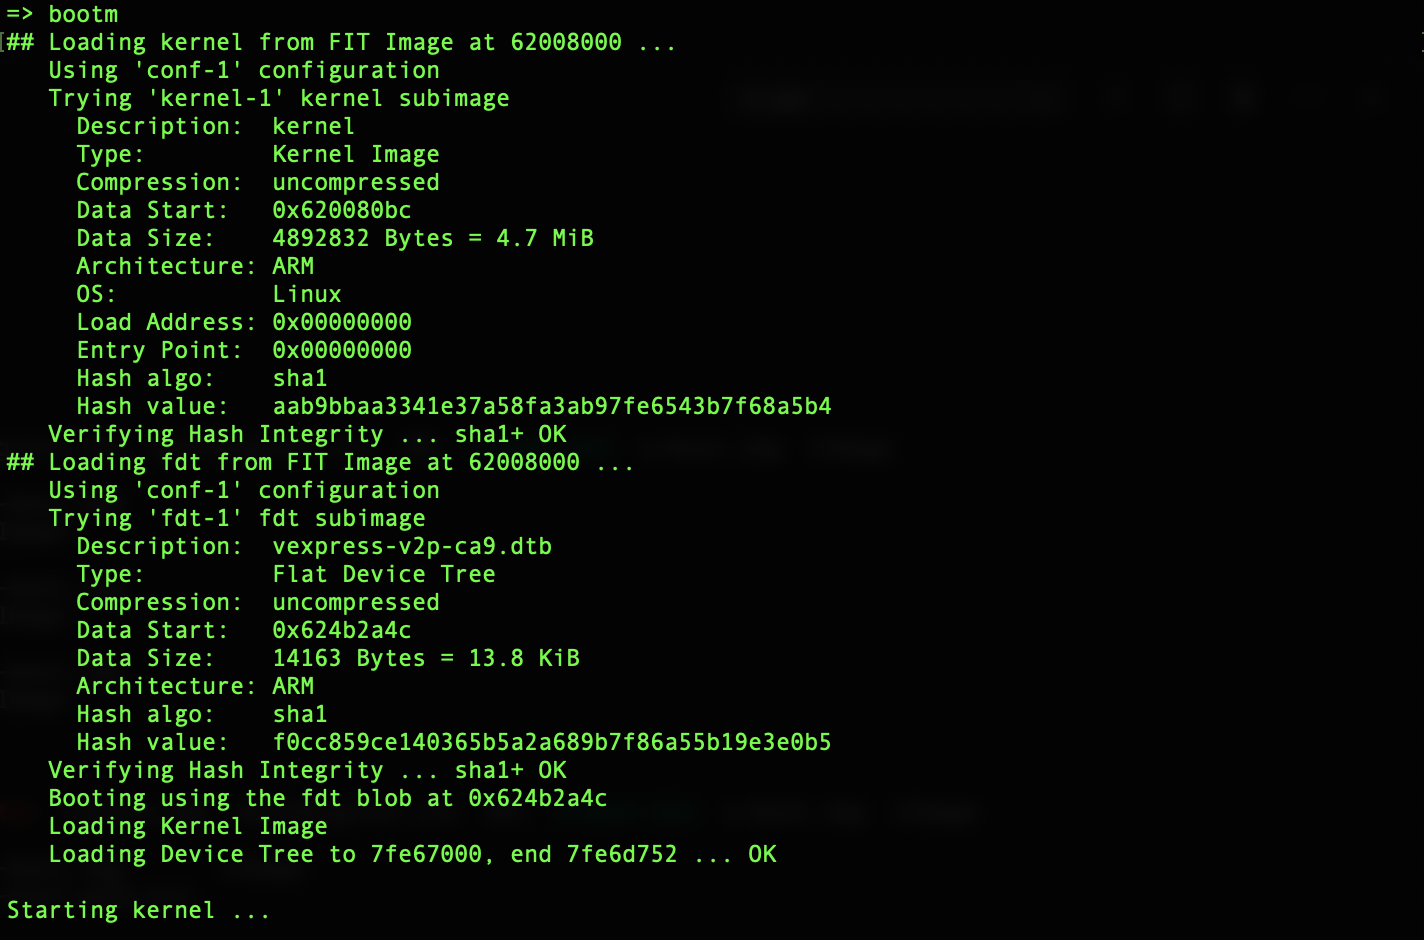 => bootm
## Loading kernel from FIT Image at 62008000 ...
   Using 'conf-1' configuration
   Trying 'kernel-1' kernel subimage
     Description:  kernel
     Type:         Kernel Image
     Compression:  uncompressed
     Data Start:   0x620080bc
     Data Size:    4892832 Bytes = 4.7 MiB
     Architecture: ARM
     OS:           Linux
     Load Address: 0x00000000
     Entry Point:  0x00000000
     Hash algo:    sha1
     Hash value:   aab9bbaa3341e37a58fa3ab97fe6543b7f68a5b4
   Verifying Hash Integrity ... sha1+ OK
## Loading fdt from FIT Image at 62008000 ...
   Using 'conf-1' configuration
   Trying 'fdt-1' fdt subimage
     Description:  vexpress-v2p-ca9.dtb
     Type:         Flat Device Tree
     Compression:  uncompressed
     Data Start:   0x624b2a4c
     Data Size:    14163 Bytes = 13.8 KiB
     Architecture: ARM
     Hash algo:    sha1
     Hash value:   f0cc859ce140365b5a2a689b7f86a55b19e3e0b5
   Verifying Hash Integrity ... sha1+ OK
   Booting using the fdt blob at 0x624b2a4c
   Loading Kernel Image
   Loading Device Tree to 7fe67000, end 7fe6d752 ... OK

Starting kernel ...